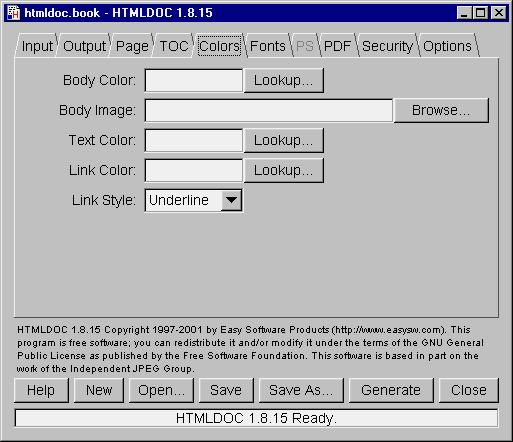 htmldoc.book - HTMLDOC 1.8.15
Input Output Page TOC Colors Fonts PS PDF Security Options
Body Color: Lookup...
Body Image: Browse...
Text Color: Lookup...
Link Color: Lookup...
Link Style: Underline
HTMLDOC 1.8.15 Copyright 1997-2001 by Easy Software Products (http://www.easysw.com). This
program is free software; you can redistribute it and/or modify it under the terms of the GNU General
Public License as published by the Free Software Foundation. This software is based in part on the
work of the Independent JPEG Group.
Help New Open... Save Save As... Generate Close
HTMLDOC 1.8.15 Ready.